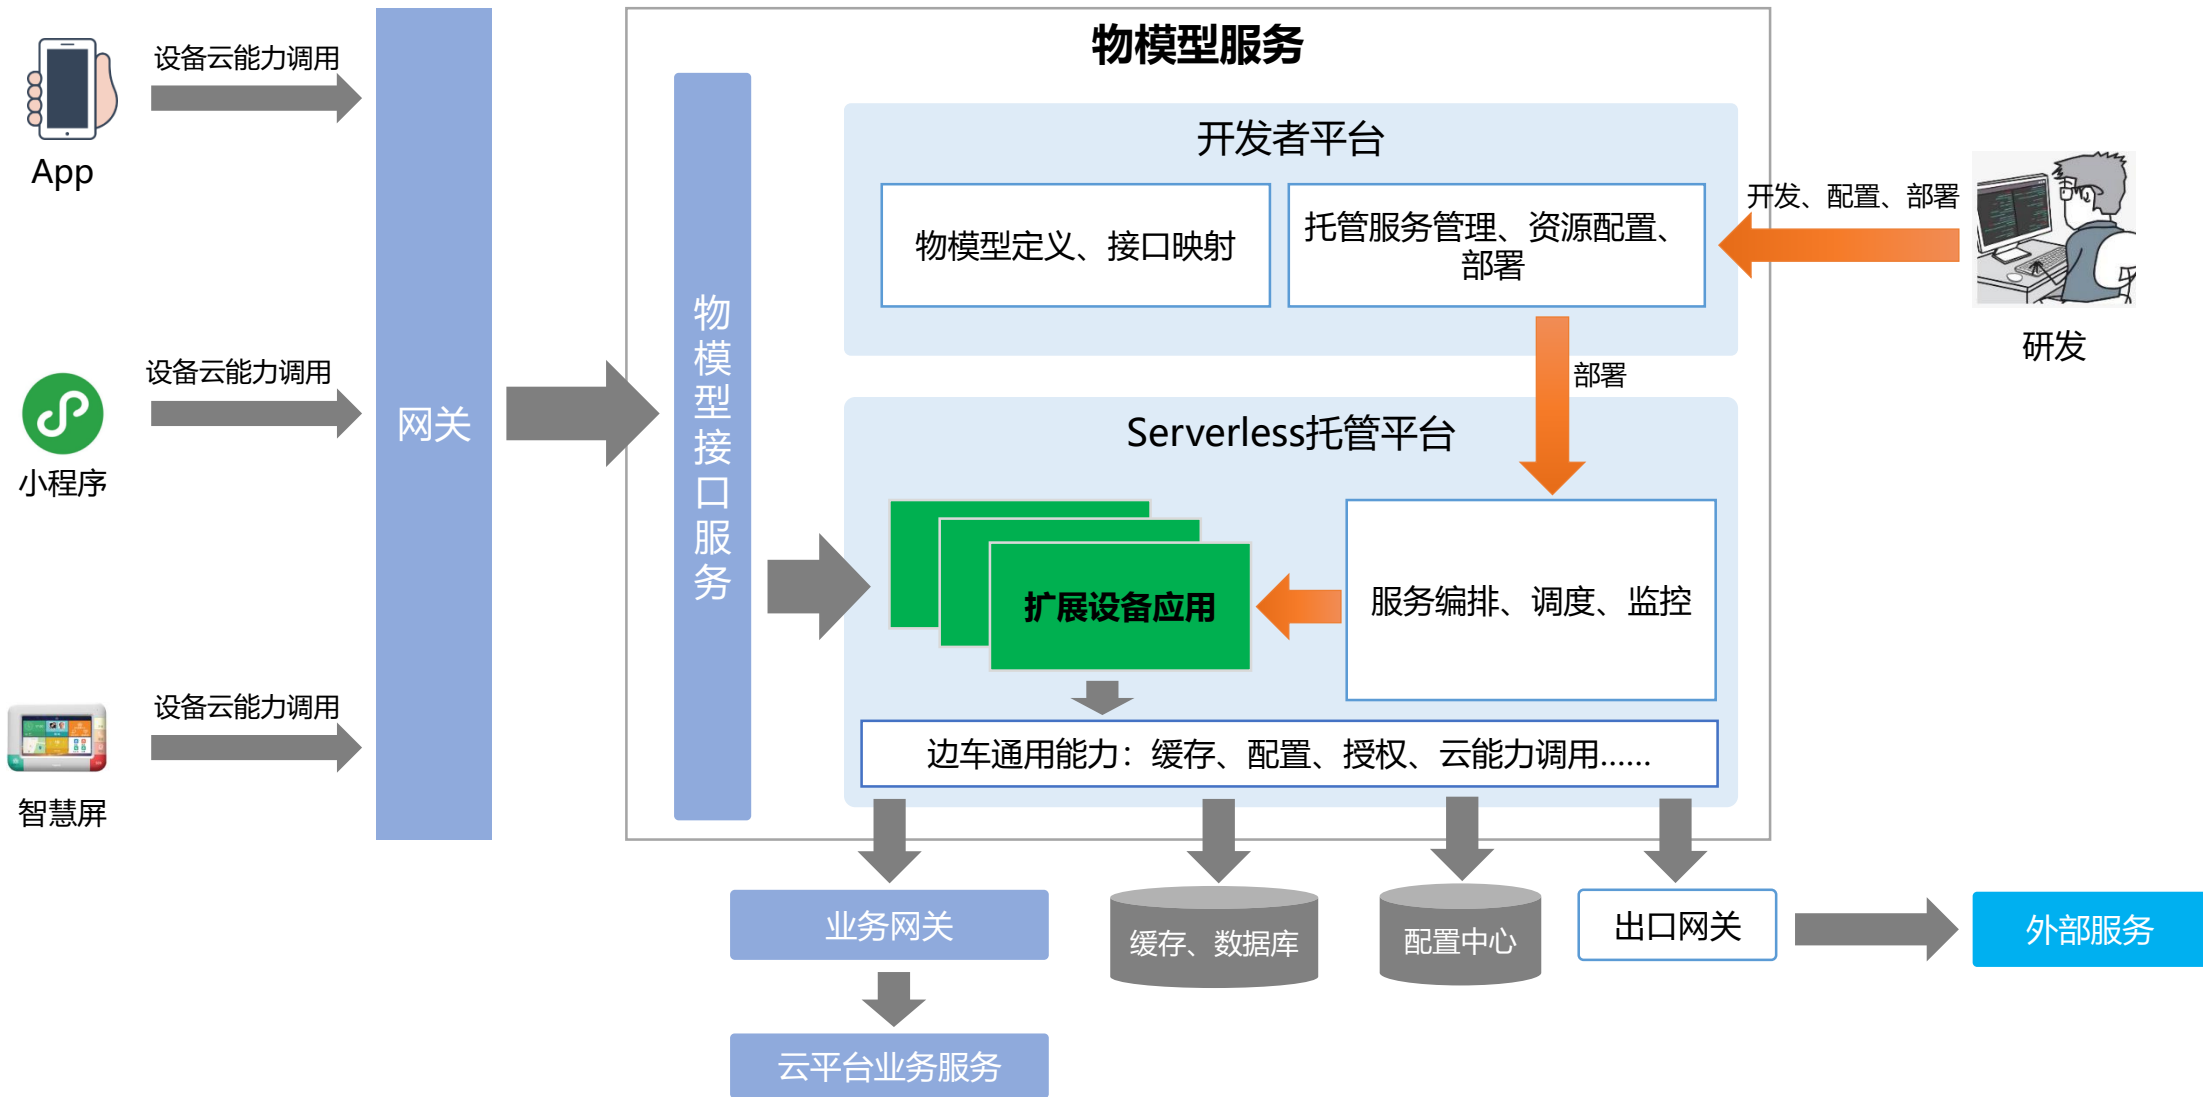 物模型服务
设备云能力调用
App
开发者平台
物模型定义、接口映射
托管服务管理、资源配置、
部署
开发、配置、部署
研发
设备云能力调用
小程序
网关
物模型接口服务
部署
Serverless托管平台
扩展设备应用
服务编排、调度、监控
设备云能力调用
智慧屏
边车通用能力：缓存、配置、授权、云能力调用......
业务网关
缓存、数据库
配置中心
出口网关
外部服务
云平台业务服务